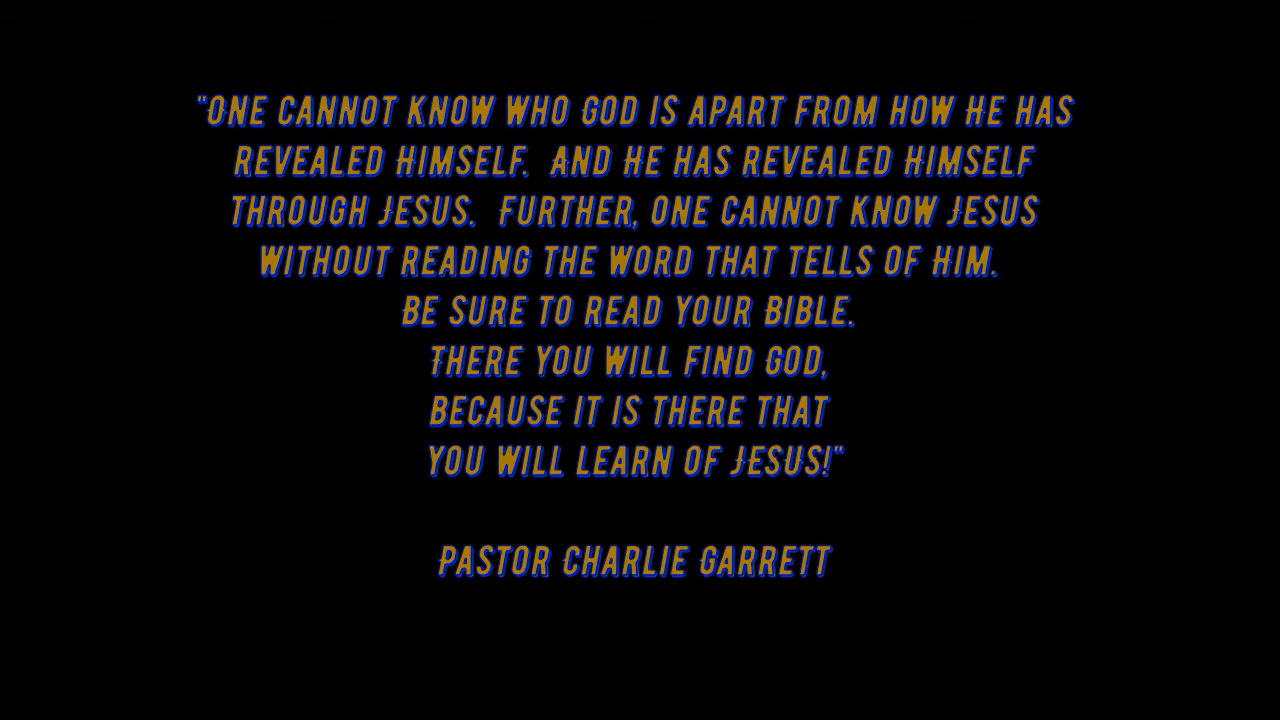 "One cannot know who God is apart from how He has
revealed Himself.  And He has revealed Himself
through Jesus.  Further, one cannot know Jesus
without reading the Word that tells of Him.
Be sure to read your Bible.
There you will find God,
because it is there that
you will learn of Jesus!"
Pastor Charlie Garrett